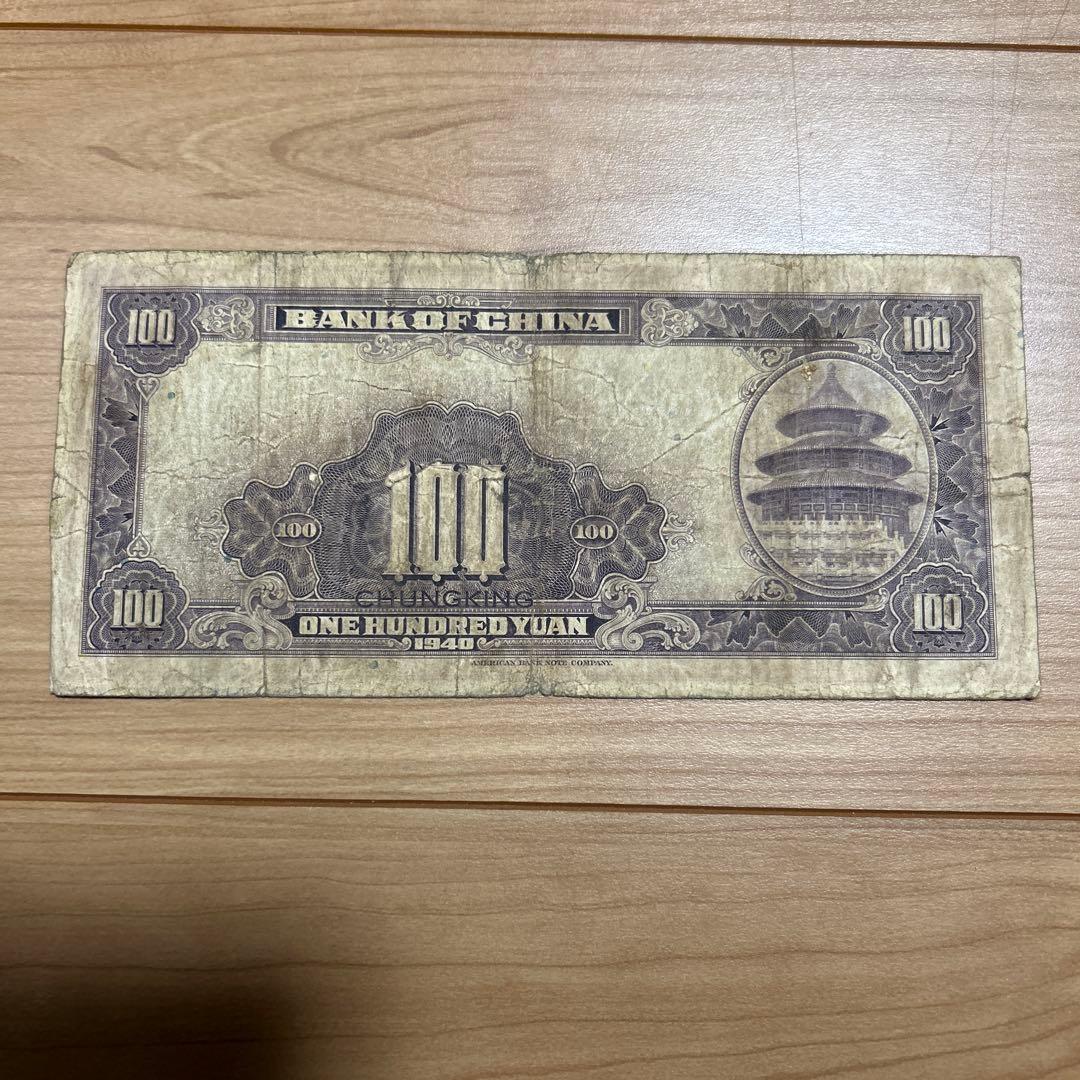 100 BANK OF CHINA 100
100
100 100
CHUNGKING
100 ONE HUNDRED YUAN 100
1940
AMERICAN BANK NOTE COMPANY.